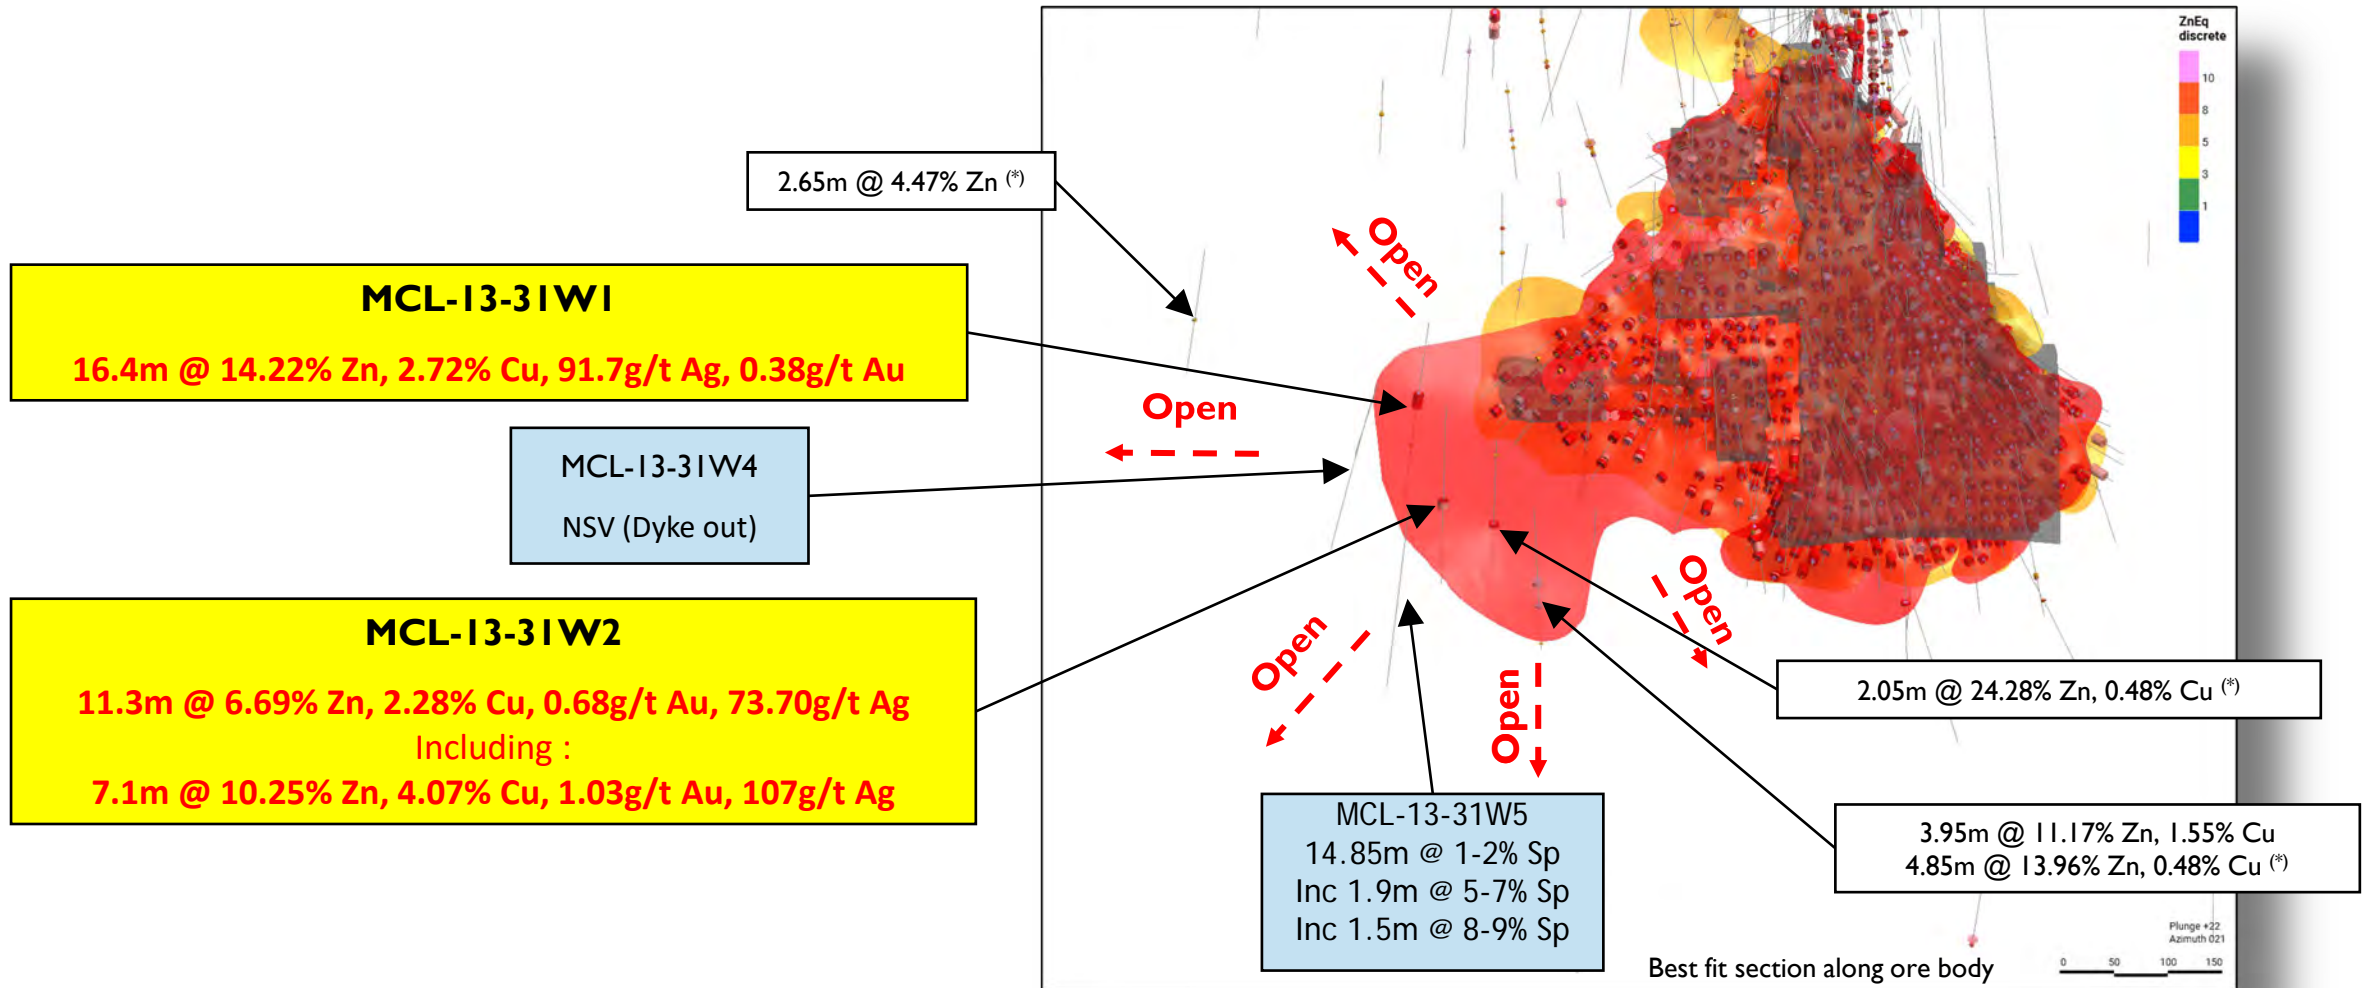 ZnEq
discrete
10
8
5
3
1
2.65m @ 4.47% Zn (*)
Open
MCL-13-31W1
16.4m @ 14.22% Zn, 2.72% Cu, 91.7g/t Ag, 0.38g/t Au
Open
MCL-13-31W4
NSV (Dyke out)
MCL-13-31W2
11.3m @ 6.69% Zn, 2.28% Cu, 0.68g/t Au, 73.70g/t Ag
Including :
7.1m @ 10.25% Zn, 4.07% Cu, 1.03g/t Au, 107g/t Ag
Open
Open
Open
2.05m @ 24.28% Zn, 0.48% Cu (*)
MCL-13-31W5
14.85m @ 1-2% Sp
Inc 1.9m @ 5-7% Sp
Inc 1.5m @ 8-9% Sp
3.95m @ 11.17% Zn, 1.55% Cu
4.85m @ 13.96% Zn, 0.48% Cu (*)
Plunge +22
Azimuth 021
0 50 100 150
Best fit section along ore body